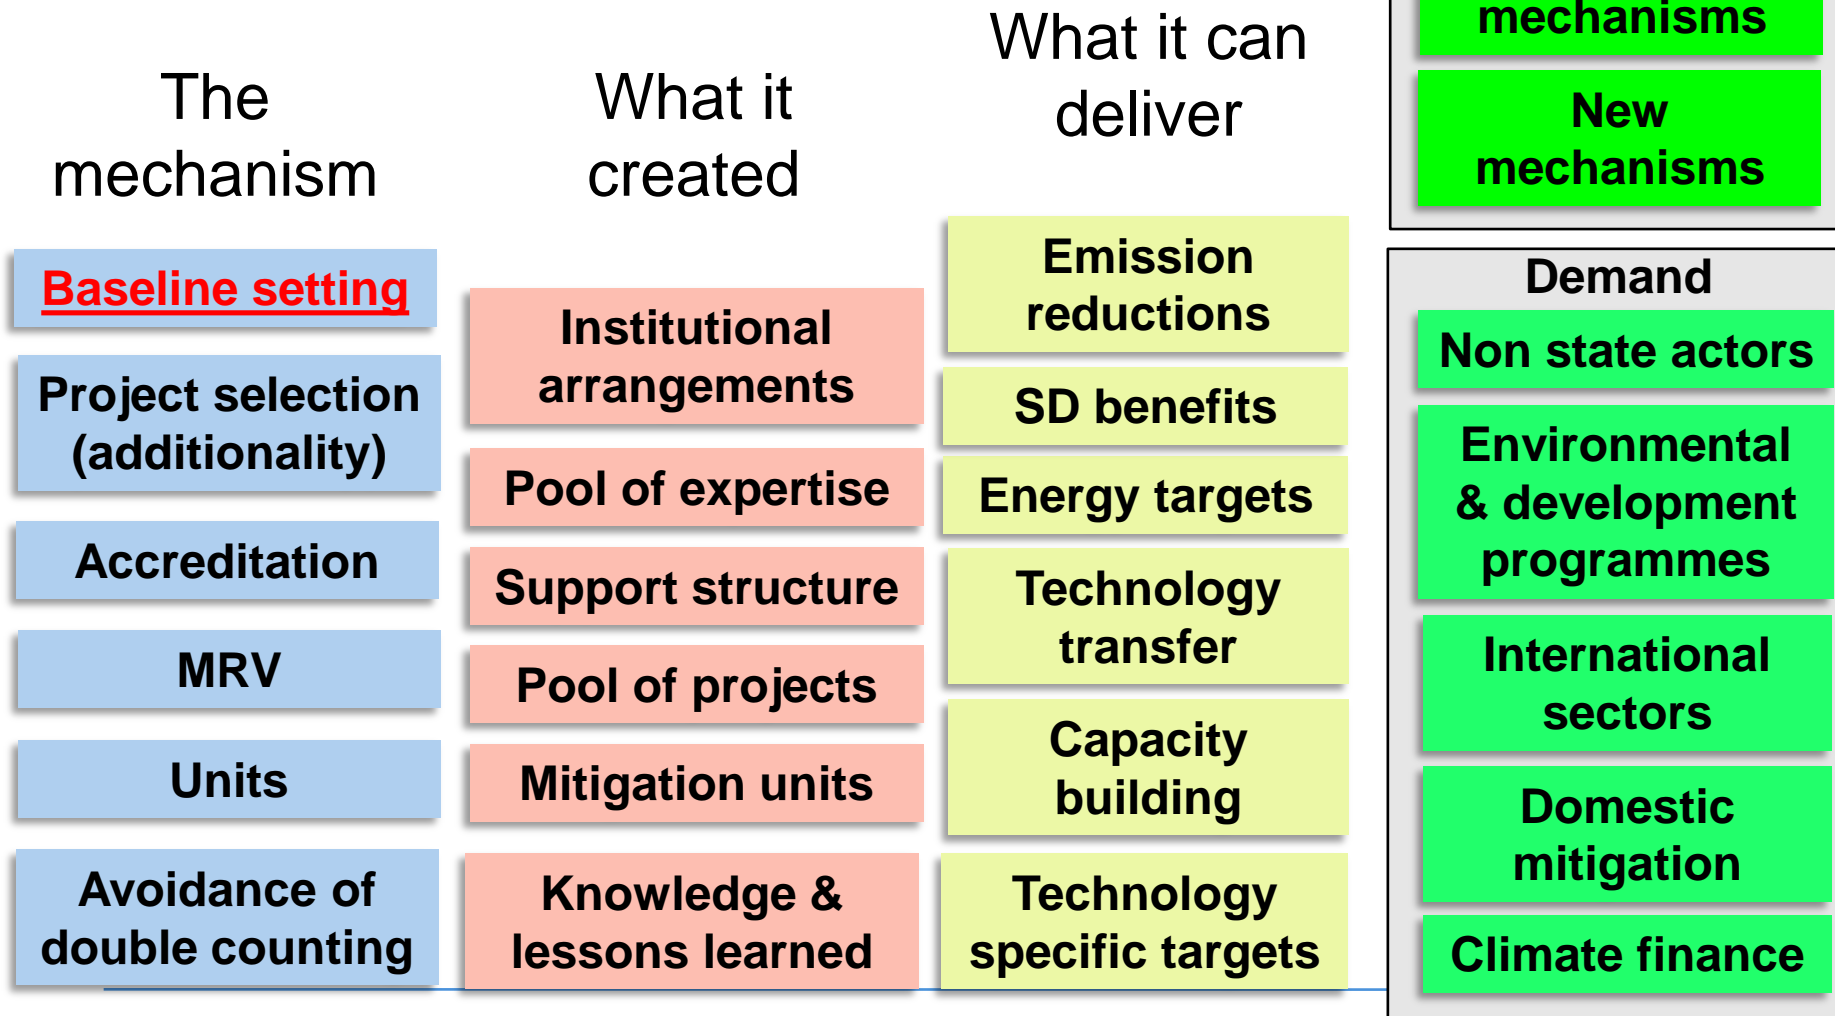 The
mechanism
Baseline setting
Project selection
(additionality)
Accreditation
MRV
Units
Avoidance of
double counting
What it
created
Institutional
arrangements
Pool of expertise
Support structure
Pool of projects
Mitigation units
Knowledge &
lessons learned
What it can
deliver
Emission
reductions
SD benefits
Energy targets
Technology
transfer
Capacity
building
Technology
specific targets
mechanisms
New
mechanisms
Demand
Non state actors
Environmental
& development
programmes
International
sectors
Domestic
mitigation
Climate finance